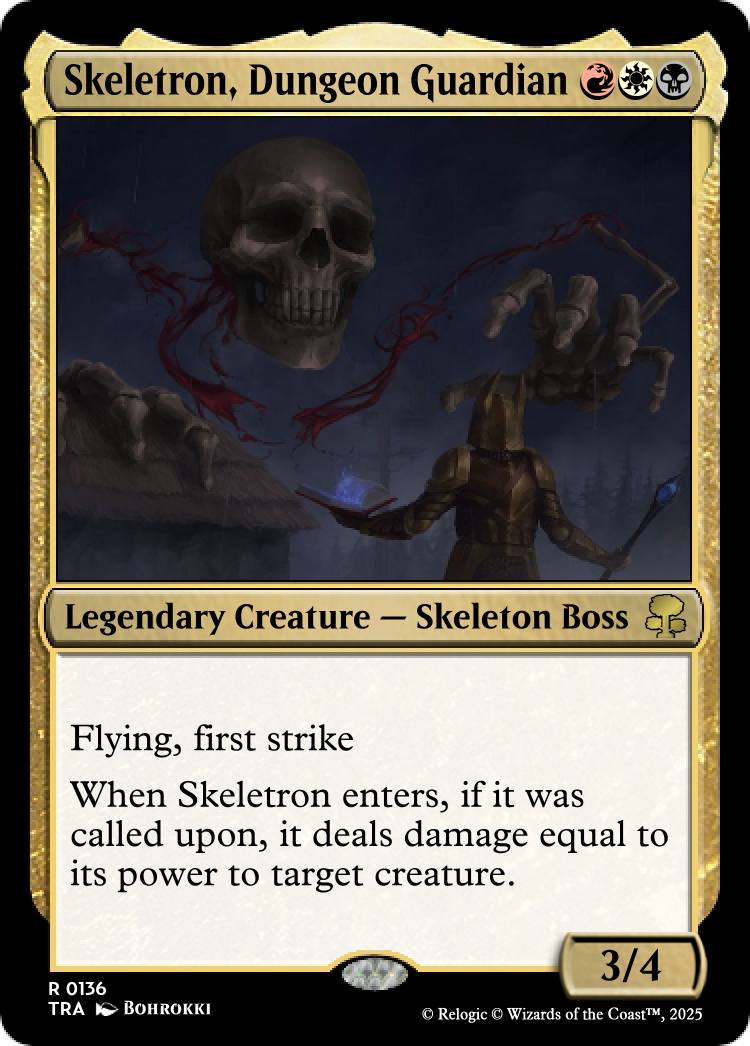 Skeletron, Dungeon Guardian
Legendary Creature — Skeleton Boss
Flying, first strike
When Skeletron enters, if it was
called upon, it deals damage equal to
its power to target creature.
3/4
R 0136
TRA Bohrokki
© Relogic © Wizards of the Coast™, 2025